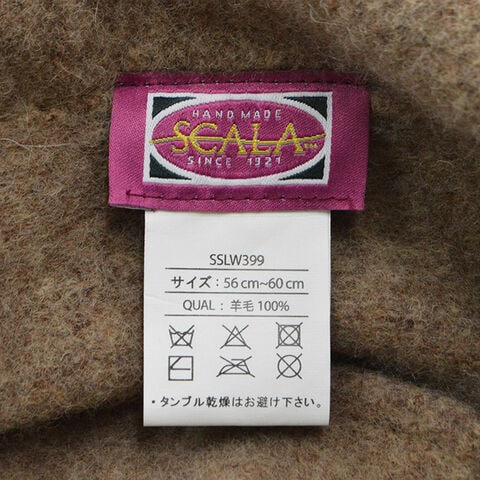 HAND MADE
SCALA™
SINCE 1921
SSLW399
サイズ : 56 cm~60 cm
QUAL : 羊毛 100%
・タンブル乾燥はお避け下さい。